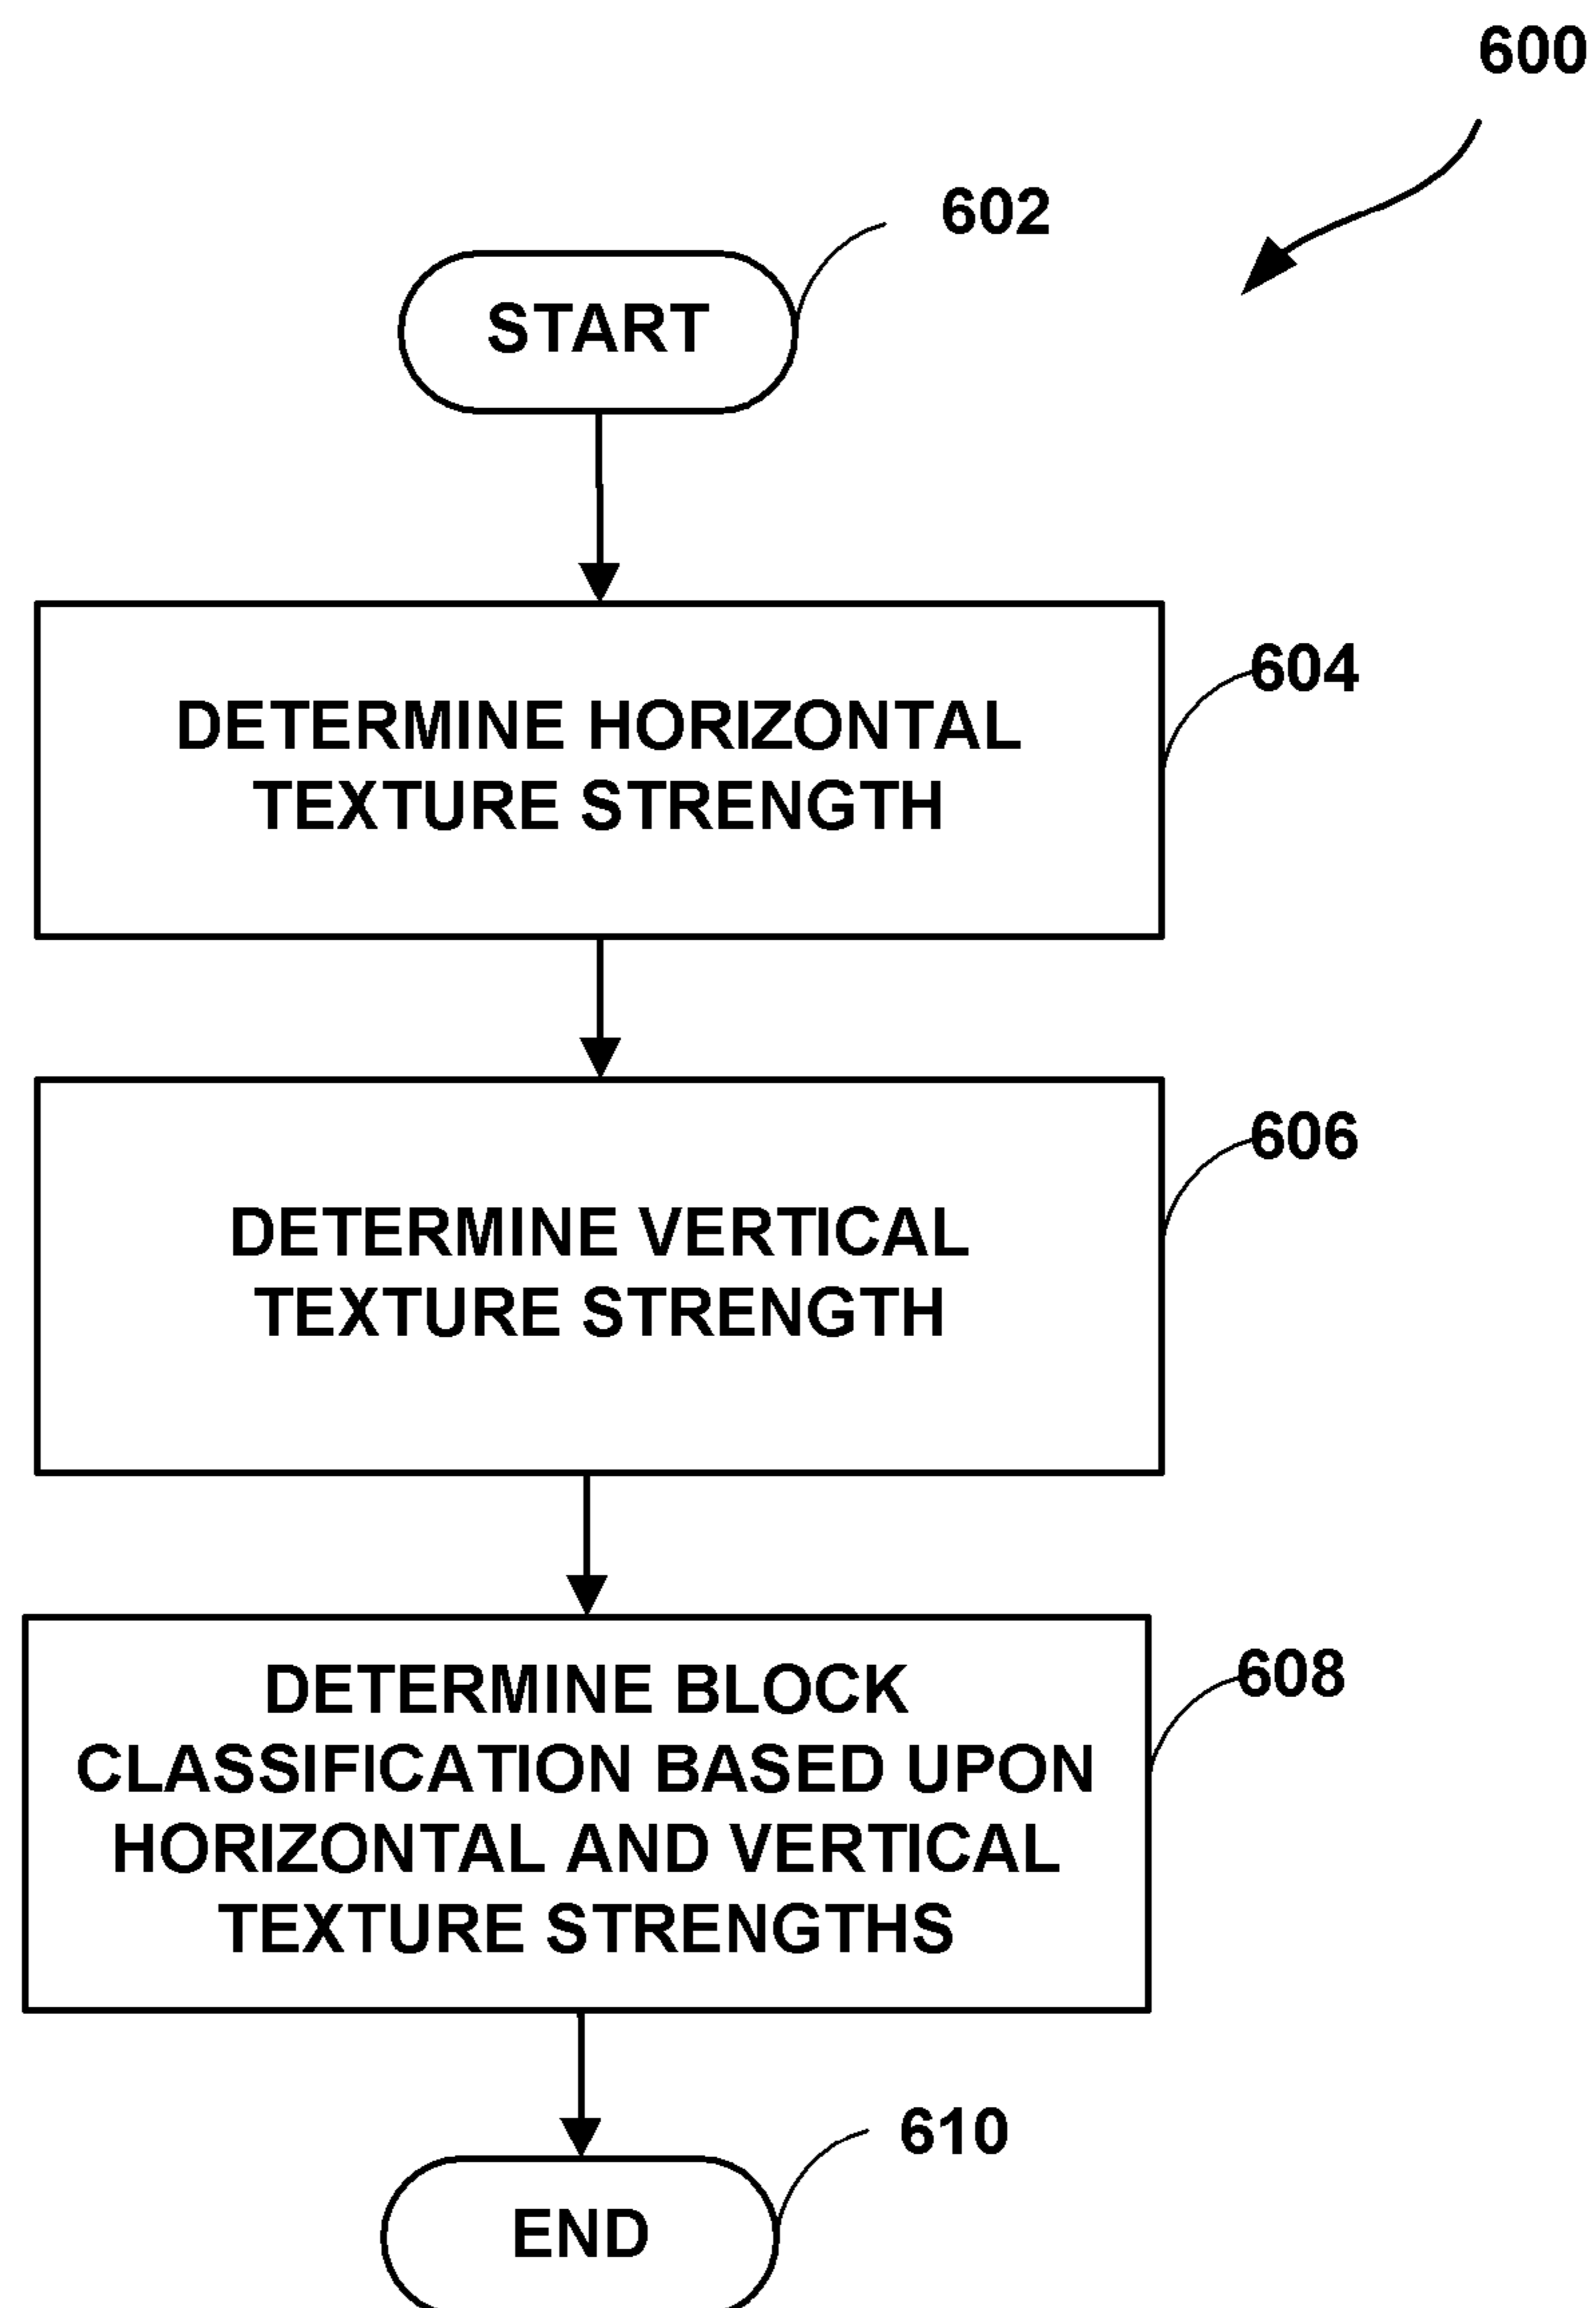 600
602
START
604
DETERMINE HORIZONTAL
TEXTURE STRENGTH
606
DETERMINE VERTICAL
TEXTURE STRENGTH
608
DETERMINE BLOCK
CLASSIFICATION BASED UPON
HORIZONTAL AND VERTICAL
TEXTURE STRENGTHS
610
END